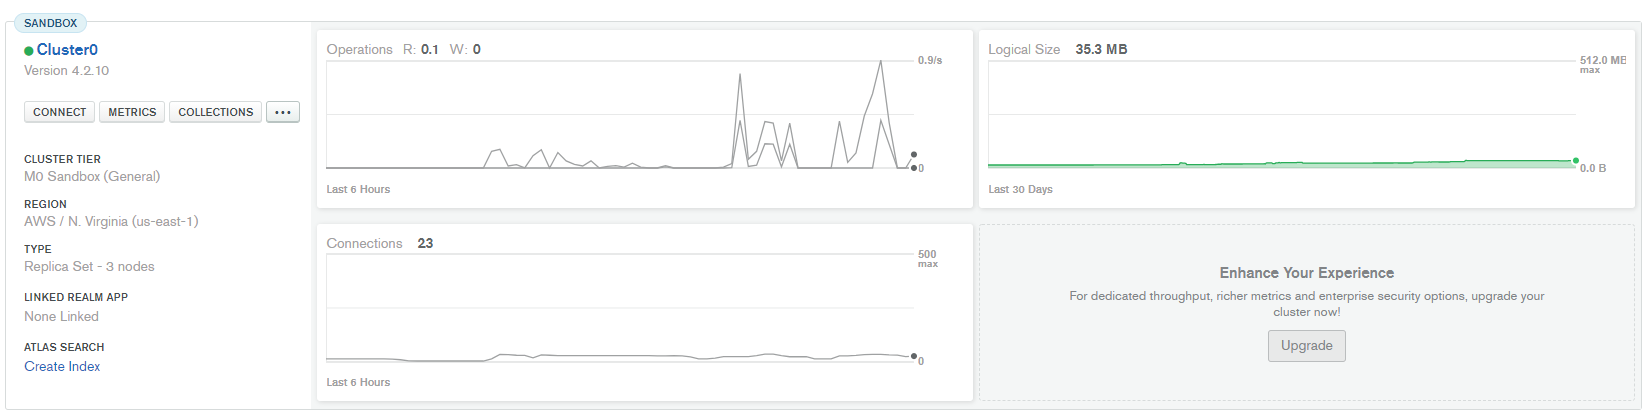 SANDBOX
Cluster0
Version 4.2.10
CONNECT METRICS COLLECTIONS ...
CLUSTER TIER
M0 Sandbox (General)
REGION
AWS / N. Virginia (us-east-1)
TYPE
Replica Set - 3 nodes
LINKED REALM APP
None Linked
ATLAS SEARCH
Create Index
Operations R: 0.1 W: 0
0.9/s
0
Last 6 Hours
Logical Size 35.3 MB
512.0 MB
max
0.0 B
Last 30 Days
Connections 23
500
max
0
Last 6 Hours
Enhance Your Experience
For dedicated throughput, richer metrics and enterprise security options, upgrade your
cluster now!
Upgrade